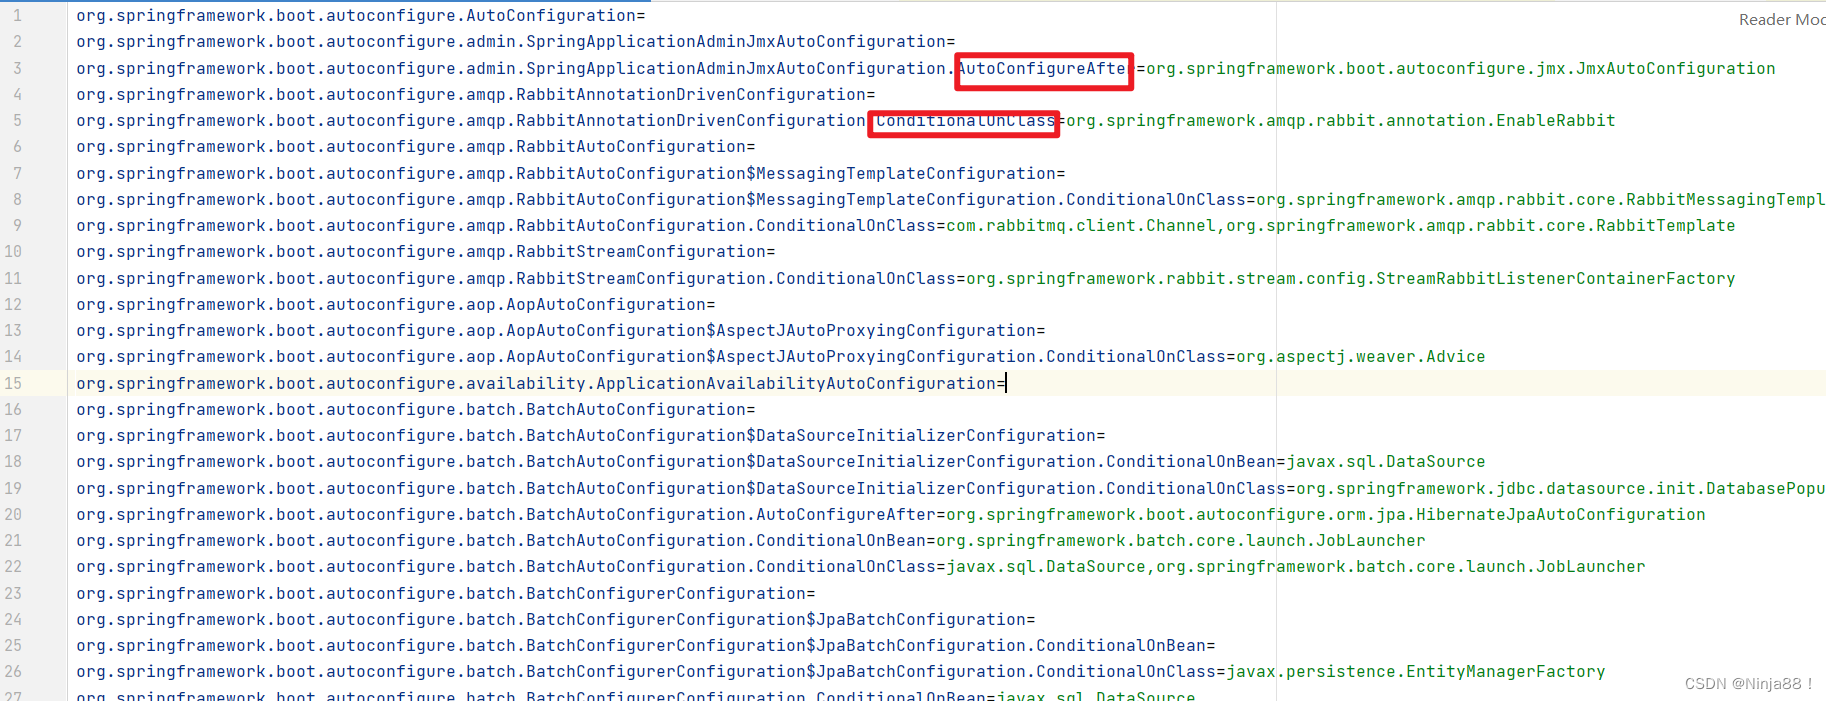 Reader Moc
1 org.springframework.boot.autoconfigure.AutoConfiguration=
2 org.springframework.boot.autoconfigure.admin.SpringApplicationAdminJmxAutoConfiguration=
3 org.springframework.boot.autoconfigure.admin.SpringApplicationAdminJmxAutoConfiguration.AutoConfigureAfter=org.springframework.boot.autoconfigure.jmx.JmxAutoConfiguration
4 org.springframework.boot.autoconfigure.amqp.RabbitAnnotationDrivenConfiguration=
5 org.springframework.boot.autoconfigure.amqp.RabbitAnnotationDrivenConfiguration.ConditionalOnClass=org.springframework.amqp.rabbit.annotation.EnableRabbit
6 org.springframework.boot.autoconfigure.amqp.RabbitAutoConfiguration=
7 org.springframework.boot.autoconfigure.amqp.RabbitAutoConfiguration$MessagingTemplateConfiguration=
8 org.springframework.boot.autoconfigure.amqp.RabbitAutoConfiguration$MessagingTemplateConfiguration.ConditionalOnClass=org.springframework.amqp.rabbit.core.RabbitMessagingTempl
9 org.springframework.boot.autoconfigure.amqp.RabbitAutoConfiguration.ConditionalOnClass=com.rabbitmq.client.Channel,org.springframework.amqp.rabbit.core.RabbitTemplate
10 org.springframework.boot.autoconfigure.amqp.RabbitStreamConfiguration=
11 org.springframework.boot.autoconfigure.amqp.RabbitStreamConfiguration.ConditionalOnClass=org.springframework.rabbit.stream.config.StreamRabbitListenerContainerFactory
12 org.springframework.boot.autoconfigure.aop.AopAutoConfiguration=
13 org.springframework.boot.autoconfigure.aop.AopAutoConfiguration$AspectJAutoProxyingConfiguration=
14 org.springframework.boot.autoconfigure.aop.AopAutoConfiguration$AspectJAutoProxyingConfiguration.ConditionalOnClass=org.aspectj.weaver.Advice
15 org.springframework.boot.autoconfigure.availability.ApplicationAvailabilityAutoConfiguration=
16 org.springframework.boot.autoconfigure.batch.BatchAutoConfiguration=
17 org.springframework.boot.autoconfigure.batch.BatchAutoConfiguration$DataSourceInitializerConfiguration=
18 org.springframework.boot.autoconfigure.batch.BatchAutoConfiguration$DataSourceInitializerConfiguration.ConditionalOnBean=javax.sql.DataSource
19 org.springframework.boot.autoconfigure.batch.BatchAutoConfiguration$DataSourceInitializerConfiguration.ConditionalOnClass=org.springframework.jdbc.datasource.init.DatabasePopu
20 org.springframework.boot.autoconfigure.batch.BatchAutoConfiguration.AutoConfigureAfter=org.springframework.boot.autoconfigure.orm.jpa.HibernateJpaAutoConfiguration
21 org.springframework.boot.autoconfigure.batch.BatchAutoConfiguration.ConditionalOnBean=org.springframework.batch.core.launch.JobLauncher
22 org.springframework.boot.autoconfigure.batch.BatchAutoConfiguration.ConditionalOnClass=javax.sql.DataSource,org.springframework.batch.core.launch.JobLauncher
23 org.springframework.boot.autoconfigure.batch.BatchConfigurerConfiguration=
24 org.springframework.boot.autoconfigure.batch.BatchConfigurerConfiguration$JpaBatchConfiguration=
25 org.springframework.boot.autoconfigure.batch.BatchConfigurerConfiguration$JpaBatchConfiguration.ConditionalOnBean=
26 org.springframework.boot.autoconfigure.batch.BatchConfigurerConfiguration$JpaBatchConfiguration.ConditionalOnClass=javax.persistence.EntityManagerFactory
27 org.springframework.boot.autoconfigure.batch.BatchConfigurerConfiguration.ConditionalOnBean=javax.sql.DataSource
CSDN @Ninja88！